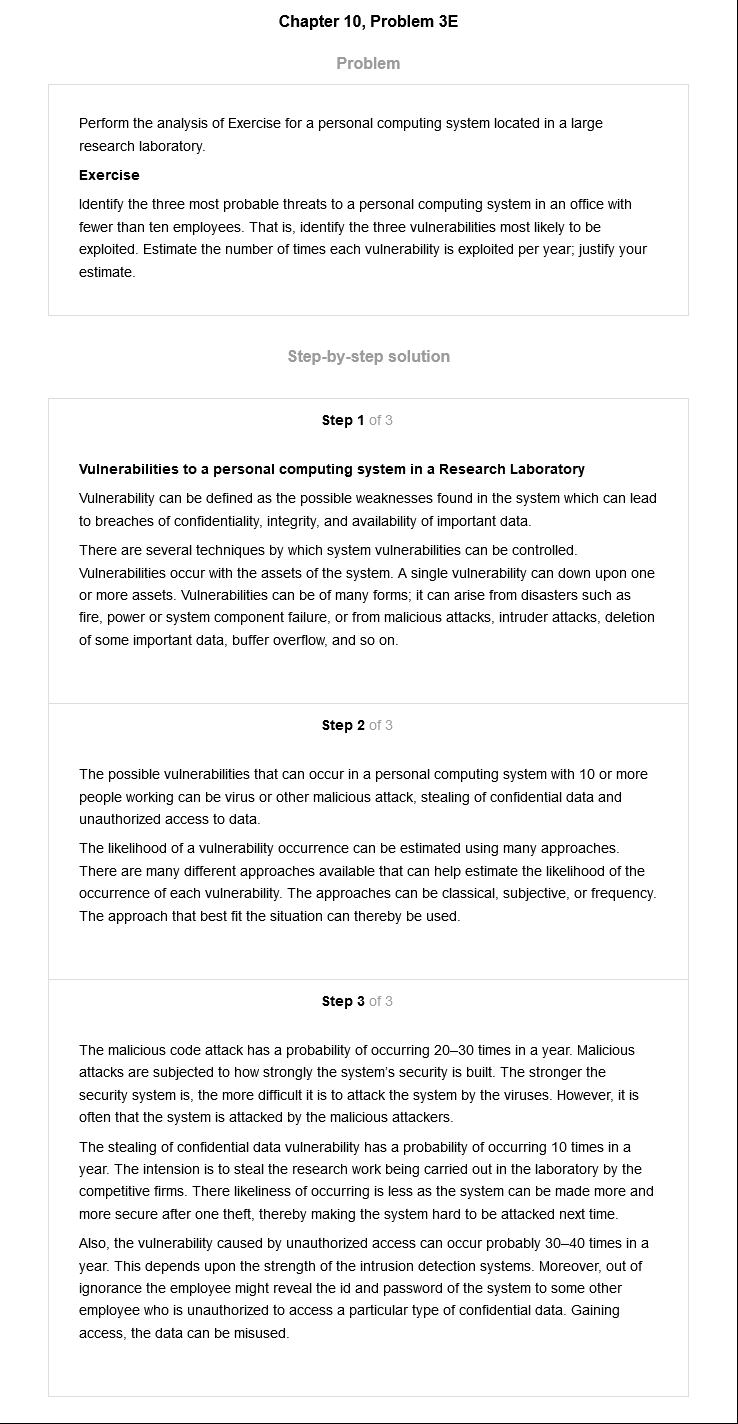 Chapter 10, Problem 3E
Problem
Perform the analysis of Exercise for a personal computing system located in a large
research laboratory.
Exercise
Identify the three most probable threats to a personal computing system in an office with
fewer than ten employees. That is, identify the three vulnerabilities most likely to be
exploited. Estimate the number of times each vulnerability is exploited per year; justify your
estimate.
Step-by-step solution
Step 1 of 3
Vulnerabilities to a personal computing system in a Research Laboratory
Vulnerability can be defined as the possible weaknesses found in the system which can lead
to breaches of confidentiality, integrity, and availability of important data.
There are several techniques by which system vulnerabilities can be controlled.
Vulnerabilities occur with the assets of the system. A single vulnerability can down upon one
or more assets. Vulnerabilities can be of many forms; it can arise from disasters such as
fire, power or system component failure, or from malicious attacks, intruder attacks, deletion
of some important data, buffer overflow, and so on.
Step 2 of 3
The possible vulnerabilities that can occur in a personal computing system with 10 or more
people working can be virus or other malicious attack, stealing of confidential data and
unauthorized access to data.
The likelihood of a vulnerability occurrence can be estimated using many approaches.
There are many different approaches available that can help estimate the likelihood of the
occurrence of each vulnerability. The approaches can be classical, subjective, or frequency.
The approach that best fit the situation can thereby be used.
Step 3 of 3
The malicious code attack has a probability of occurring 20–30 times in a year. Malicious
attacks are subjected to how strongly the system's security is built. The stronger the
security system is, the more difficult it is to attack the system by the viruses. However, it is
often that the system is attacked by the malicious attackers.
The stealing of confidential data vulnerability has a probability of occurring 10 times in a
year. The intension is to steal the research work being carried out in the laboratory by the
competitive firms. There likeliness of occurring is less as the system can be made more and
more secure after one theft, thereby making the system hard to be attacked next time.
Also, the vulnerability caused by unauthorized access can occur probably 30–40 times in a
year. This depends upon the strength of the intrusion detection systems. Moreover, out of
ignorance the employee might reveal the id and password of the system to some other
employee who is unauthorized to access a particular type of confidential data. Gaining
access, the data can be misused.